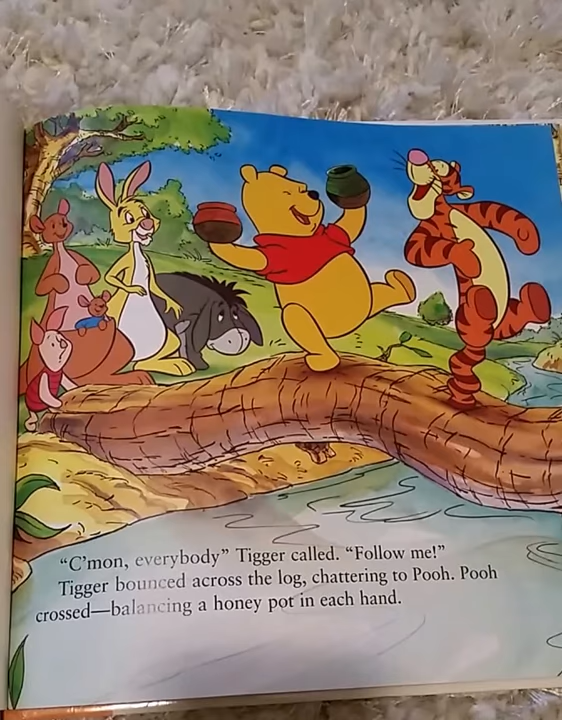 “C’mon, everybody” Tigger called. “Follow me!”
Tigger bounced across the log, chattering to Pooh. Pooh
crossed—balancing a honey pot in each hand.